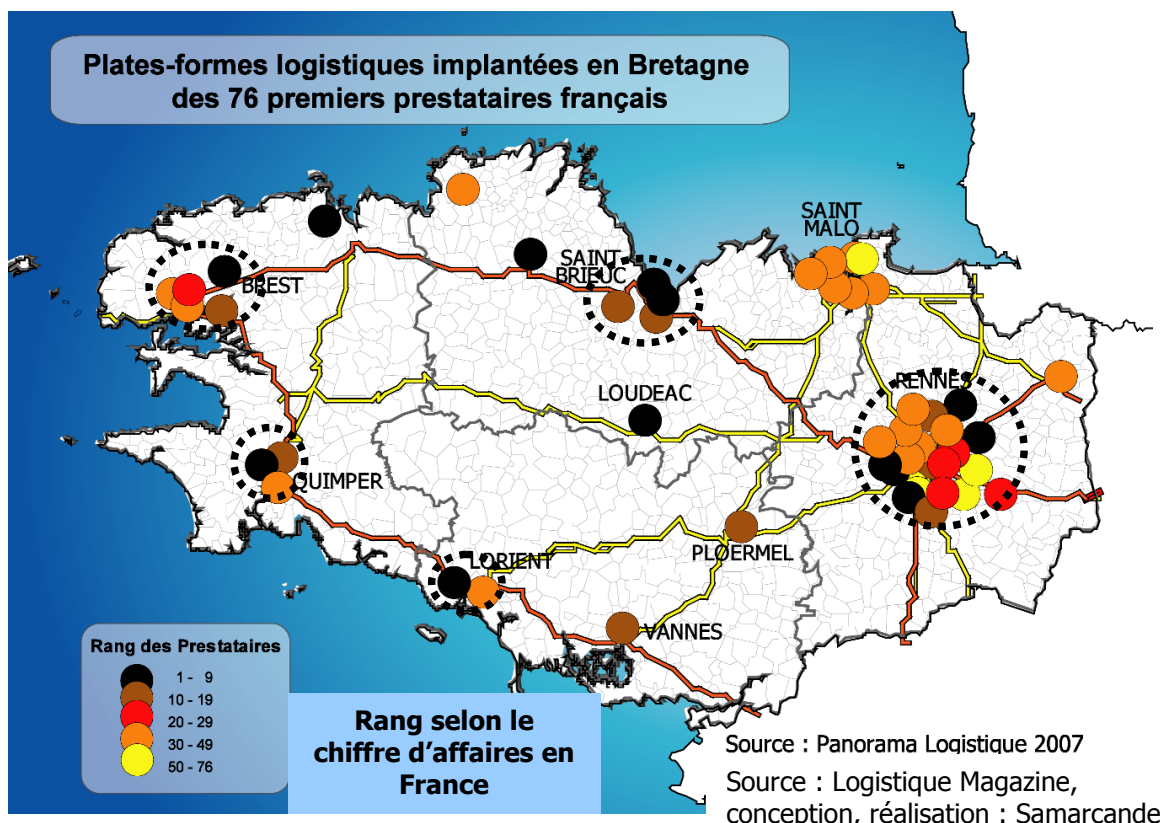 Plates-formes logistiques implantées en Bretagne
des 76 premiers prestataires français
SAINT
MALO
SAINT
BRIEUC
BREST
RENNES
LOUDEAC
QUIMPER
PLOERMEL
LORIENT
VANNES
Rang des Prestataires
1 - 9
10 - 19
20 - 29
30 - 49
50 - 76
Rang selon le
chiffre d’affaires en
France
Source : Panorama Logistique 2007
Source : Logistique Magazine,
conception, réalisation : Samarcande